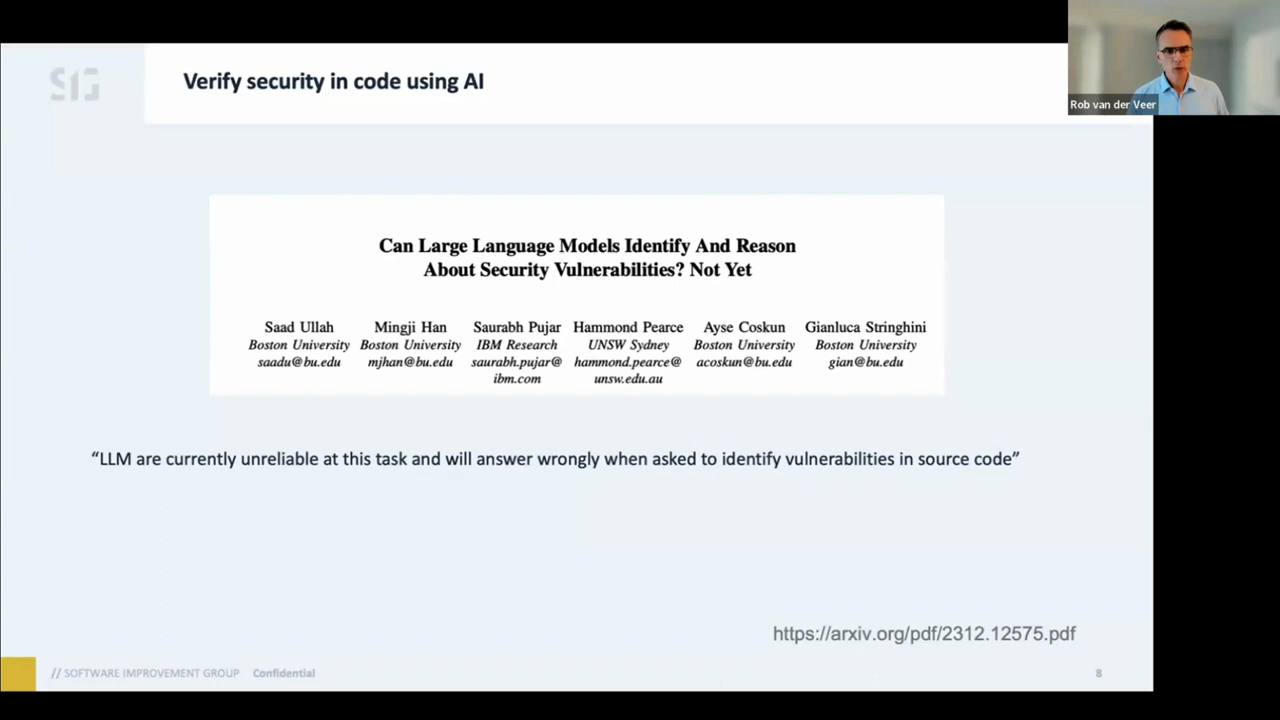 SIG
Verify security in code using AI
Rob van der Veer
Can Large Language Models Identify And Reason
About Security Vulnerabilities? Not Yet
Saad Ullah Mingji Han Saurabh Pujar Hammond Pearce Ayse Coskun Gianluca Stringhini
Boston University Boston University IBM Research UNSW Sydney Boston University Boston University
saadu@bu.edu mjhan@bu.edu saurabh.pujar@ hammond.pearce@ acoskun@bu.edu gian@bu.edu
ibm.com unsw.edu.au
“LLM are currently unreliable at this task and will answer wrongly when asked to identify vulnerabilities in source code”
https://arxiv.org/pdf/2312.12575.pdf
// SOFTWARE IMPROVEMENT GROUP Confidential 8